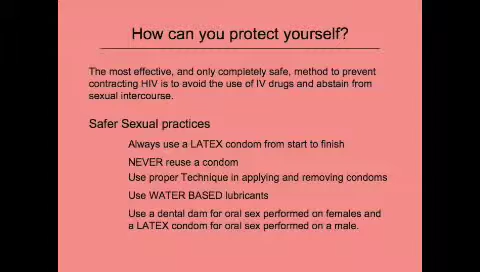 How can you protect yourself?
The most effective, and only completely safe, method to prevent
contracting HIV is to avoid the use of IV drugs and abstain from
sexual intercourse.
Safer Sexual practices
Always use a LATEX condom from start to finish
NEVER reuse a condom
Use proper Technique in applying and removing condoms
Use WATER BASED lubricants
Use a dental dam for oral sex performed on females and
a LATEX condom for oral sex performed on a male.